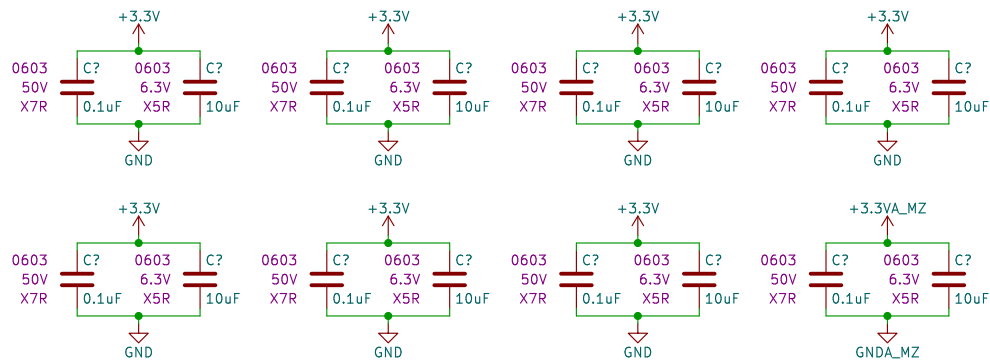 +3.3V +3.3V +3.3V +3.3V
0603 C? 0603 C? 0603 C? 0603 C? 0603 C? 0603 C? 0603 C? 0603 C?
50V 6.3V 50V 6.3V 50V 6.3V 50V 6.3V
X7R 0.1uF X5R 10uF X7R 0.1uF X5R 10uF X7R 0.1uF X5R 10uF X7R 0.1uF X5R 10uF
GND GND GND GND
+3.3V +3.3V +3.3V +3.3VA_MZ
0603 C? 0603 C? 0603 C? 0603 C? 0603 C? 0603 C? 0603 C? 0603 C?
50V 6.3V 50V 6.3V 50V 6.3V 50V 6.3V
X7R 0.1uF X5R 10uF X7R 0.1uF X5R 10uF X7R 0.1uF X5R 10uF X7R 0.1uF X5R 10uF
GND GND GND GNDA_MZ